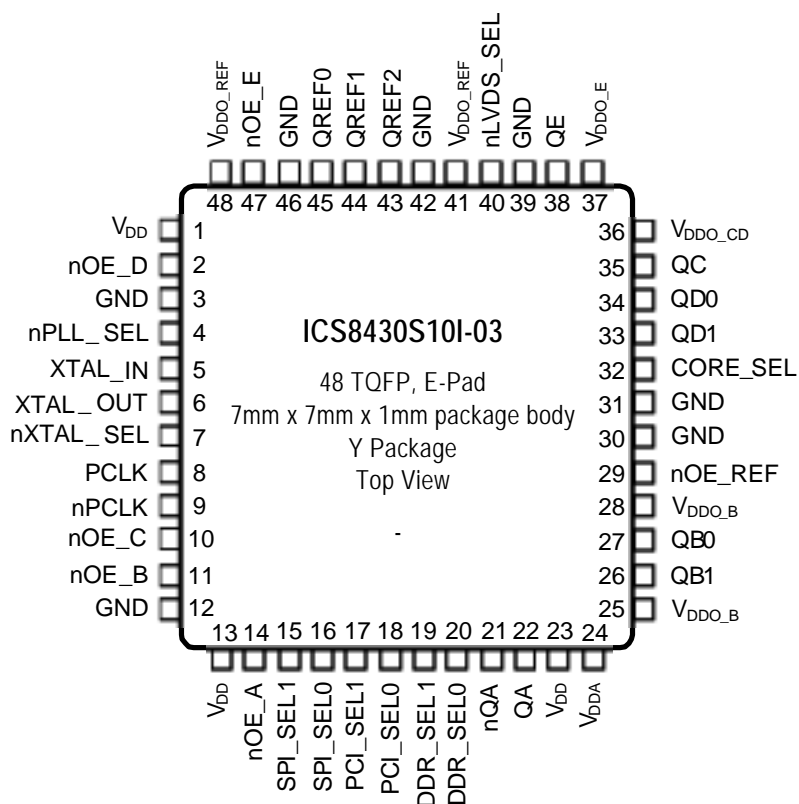 VDDO_REF
nOE_E
GND
QREF0
QREF1
QREF2
GND
VDDO_REF
nLVDS_SEL
GND
QE
VDDO_E
48 47 46 45 44 43 42 41 40 39 38 37
VDD 1
nOE_D 2
GND 3
nPLL_SEL 4
XTAL_IN 5
XTAL_OUT 6
nXTAL_SEL 7
PCLK 8
nPCLK 9
nOE_C 10
nOE_B 11
GND 12
ICS8430S10I-03
48 TQFP, E-Pad
7mm x 7mm x 1mm package body
Y Package
Top View
-
36 VDDO_CD
35 QC
34 QD0
33 QD1
32 CORE_SEL
31 GND
30 GND
29 nOE_REF
28 VDDO_B
27 QB0
26 QB1
25 VDDO_B
13 14 15 16 17 18 19 20 21 22 23 24
VDD
nOE_A
SPI_SEL1
SPI_SEL0
PCI_SEL1
PCI_SEL0
DDR_SEL1
DDR_SEL0
nQA
QA
VDD
VDDA